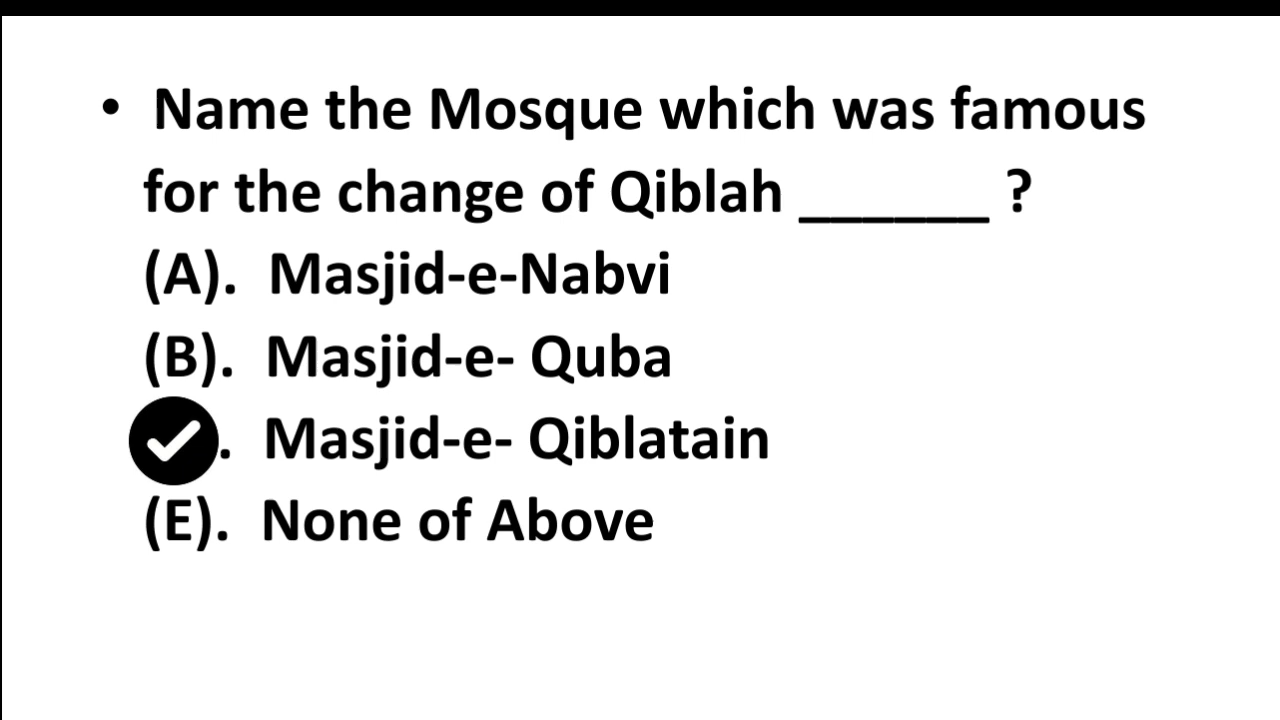 • Name the Mosque which was famous
for the change of Qiblah ______ ?
(A). Masjid-e-Nabvi
(B). Masjid-e- Quba
. Masjid-e- Qiblatain
(E). None of Above